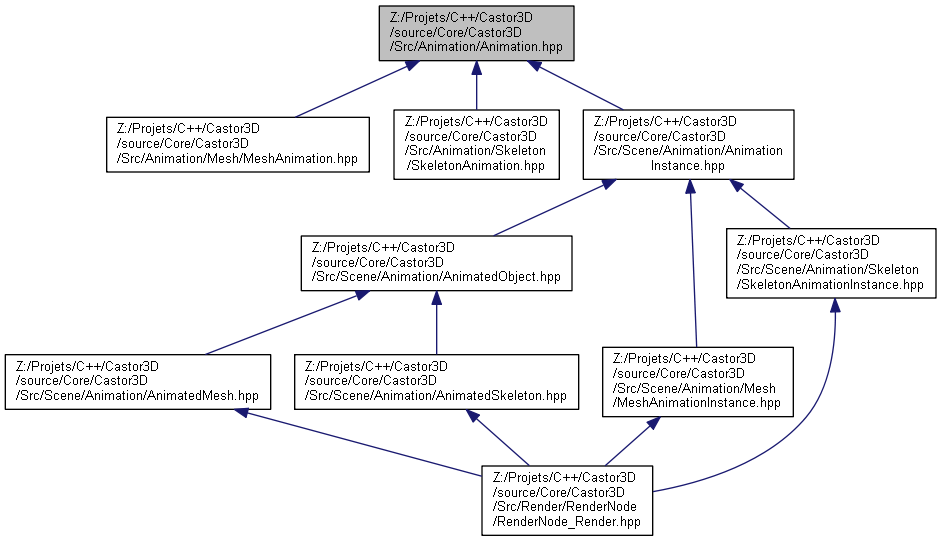 Z:/Projets/C++/Castor3D
/source/Core/Castor3D
/Src/Animation/Animation.hpp
Z:/Projets/C++/Castor3D
/source/Core/Castor3D
/Src/Animation/Mesh/MeshAnimation.hpp
Z:/Projets/C++/Castor3D
/source/Core/Castor3D
/Src/Animation/Skeleton
/SkeletonAnimation.hpp
Z:/Projets/C++/Castor3D
/source/Core/Castor3D
/Src/Scene/Animation/Animation
Instance.hpp
Z:/Projets/C++/Castor3D
/source/Core/Castor3D
/Src/Scene/Animation/AnimatedObject.hpp
Z:/Projets/C++/Castor3D
/source/Core/Castor3D
/Src/Scene/Animation/Skeleton
/SkeletonAnimationInstance.hpp
Z:/Projets/C++/Castor3D
/source/Core/Castor3D
/Src/Scene/Animation/AnimatedMesh.hpp
Z:/Projets/C++/Castor3D
/source/Core/Castor3D
/Src/Scene/Animation/AnimatedSkeleton.hpp
Z:/Projets/C++/Castor3D
/source/Core/Castor3D
/Src/Scene/Animation/Mesh
/MeshAnimationInstance.hpp
Z:/Projets/C++/Castor3D
/source/Core/Castor3D
/Src/Render/RenderNode
/RenderNode_Render.hpp